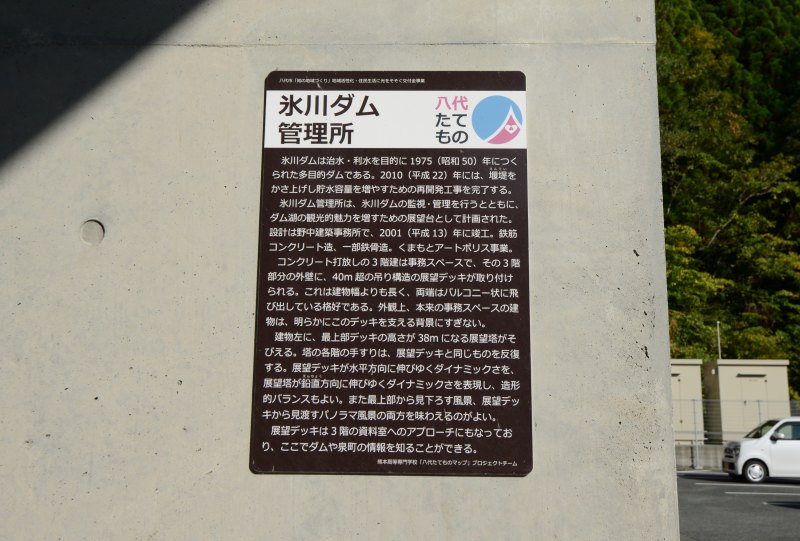 八代市「知の地域づくり」地域活性化・住民生活に光をそそぐ交付金事業
氷川ダム
管理所
八代
たて
もの
氷川ダムは治水・利水を目的に 1975（昭和 50）年につく
られた多目的ダムである。2010（平成 22）年には、堰堤を
かさ上げし貯水容量を増やすための再開発工事を完了する。
氷川ダム管理所は、氷川ダムの監視・管理を行うとともに、
ダム湖の観光的魅力を増すための展望台として計画された。
設計は野中建築事務所で、2001（平成 13）年に竣工。鉄筋
コンクリート造、一部鉄骨造。くまもとアートポリス事業。
コンクリート打放しの 3 階建は事務スペースで、その 3 階
部分の外壁に、40m 超の吊り構造の展望デッキが取り付け
られる。これは建物幅よりも長く、両端はバルコニー状に飛
び出している格好である。外観上、本来の事務スペースの建
物は、明らかにこのデッキを支える背景にすぎない。
建物左に、最上部デッキの高さが 38m になる展望塔がそ
びえる。塔の各階の手すりは、展望デッキと同じものを反復
する。展望デッキが水平方向に伸びゆくダイナミックさを、
展望塔が鉛直方向に伸びゆくダイナミックさを表現し、造形
的バランスもよい。また最上部から見下ろす風景、展望デッ
キから見渡すパノラマ風景の両方を味わえるのがよい。
展望デッキは 3 階の資料室へのアプローチにもなってお
り、ここでダムや泉町の情報を知ることができる。
熊本高等専門学校「八代たてものマップ」プロジェクトチーム